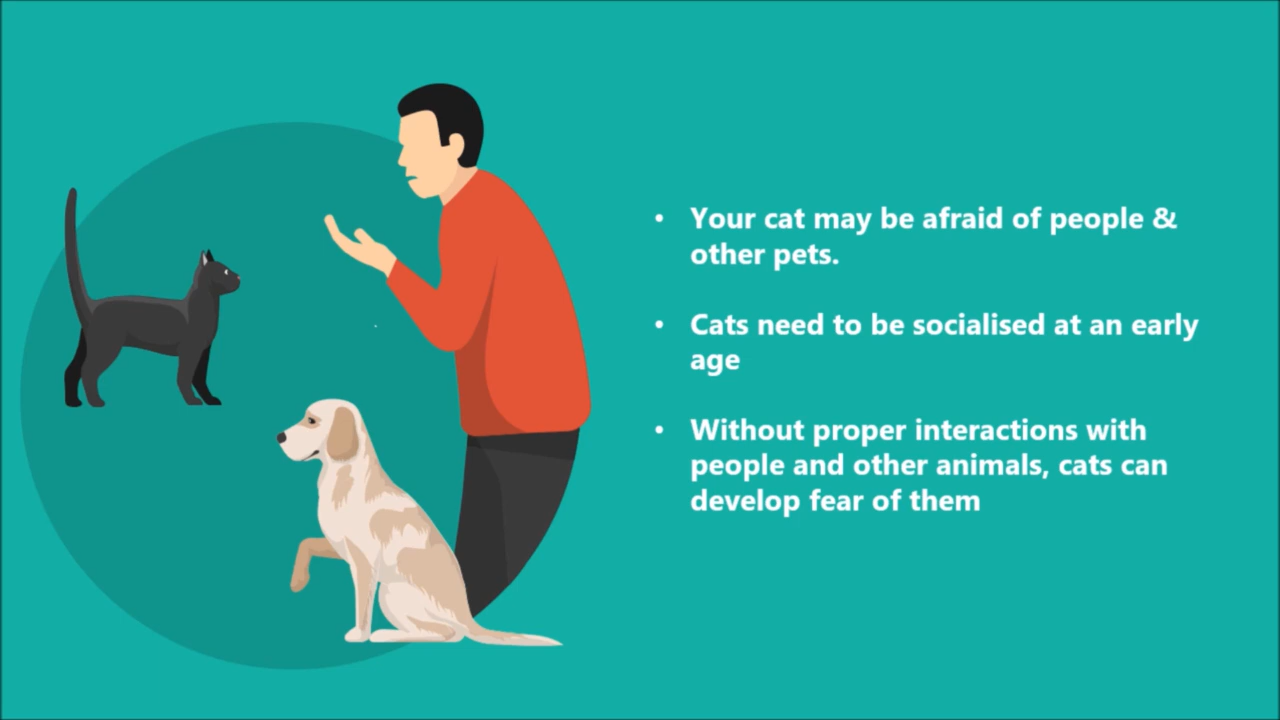 • Your cat may be afraid of people &
other pets.
• Cats need to be socialised at an early
age
• Without proper interactions with
people and other animals, cats can
develop fear of them